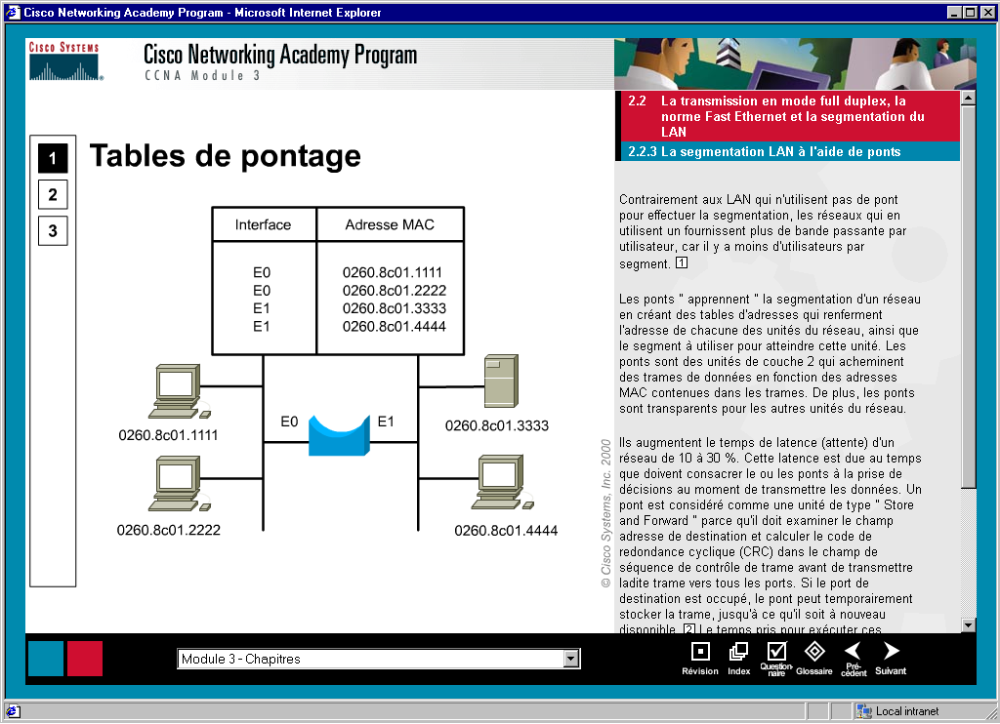 Cisco Networking Academy Program - Microsoft Internet Explorer
CISCO SYSTEMS
Cisco Networking Academy Program
CCNA Module 3
2.2 La transmission en mode full duplex, la
norme Fast Ethernet et la segmentation du
LAN
2.2.3 La segmentation LAN à l'aide de ponts
1
2
3
Tables de pontage
Interface Adresse MAC
E0 0260.8c01.1111
E0 0260.8c01.2222
E1 0260.8c01.3333
E1 0260.8c01.4444
0260.8c01.1111
E0
E1
0260.8c01.3333
0260.8c01.2222
0260.8c01.4444
© Cisco Systems, Inc. 2000
Contrairement aux LAN qui n'utilisent pas de pont
pour effectuer la segmentation, les réseaux qui en
utilisent un fournissent plus de bande passante par
utilisateur, car il y a moins d'utilisateurs par
segment. 1
Les ponts " apprennent " la segmentation d'un réseau
en créant des tables d'adresses qui renferment
l'adresse de chacune des unités du réseau, ainsi que
le segment à utiliser pour atteindre cette unité. Les
ponts sont des unités de couche 2 qui acheminent
des trames de données en fonction des adresses
MAC contenues dans les trames. De plus, les ponts
sont transparents pour les autres unités du réseau.
Ils augmentent le temps de latence (attente) d'un
réseau de 10 à 30 %. Cette latence est due au temps
que doivent consacrer le ou les ponts à la prise de
décisions au moment de transmettre les données. Un
pont est considéré comme une unité de type " Store
and Forward " parce qu'il doit examiner le champ
adresse de destination et calculer le code de
redondance cyclique (CRC) dans le champ de
séquence de contrôle de trame avant de transmettre
ladite trame vers tous les ports. Si le port de
destination est occupé, le pont peut temporairement
stocker la trame, jusqu'à ce qu'il soit à nouveau
disponible. 2 Le temps pris pour exécuter ces
Module 3 - Chapitres
Révision
Index
Question-
naire
Glossaire
Pré-
cédent
Suivant
Local intranet